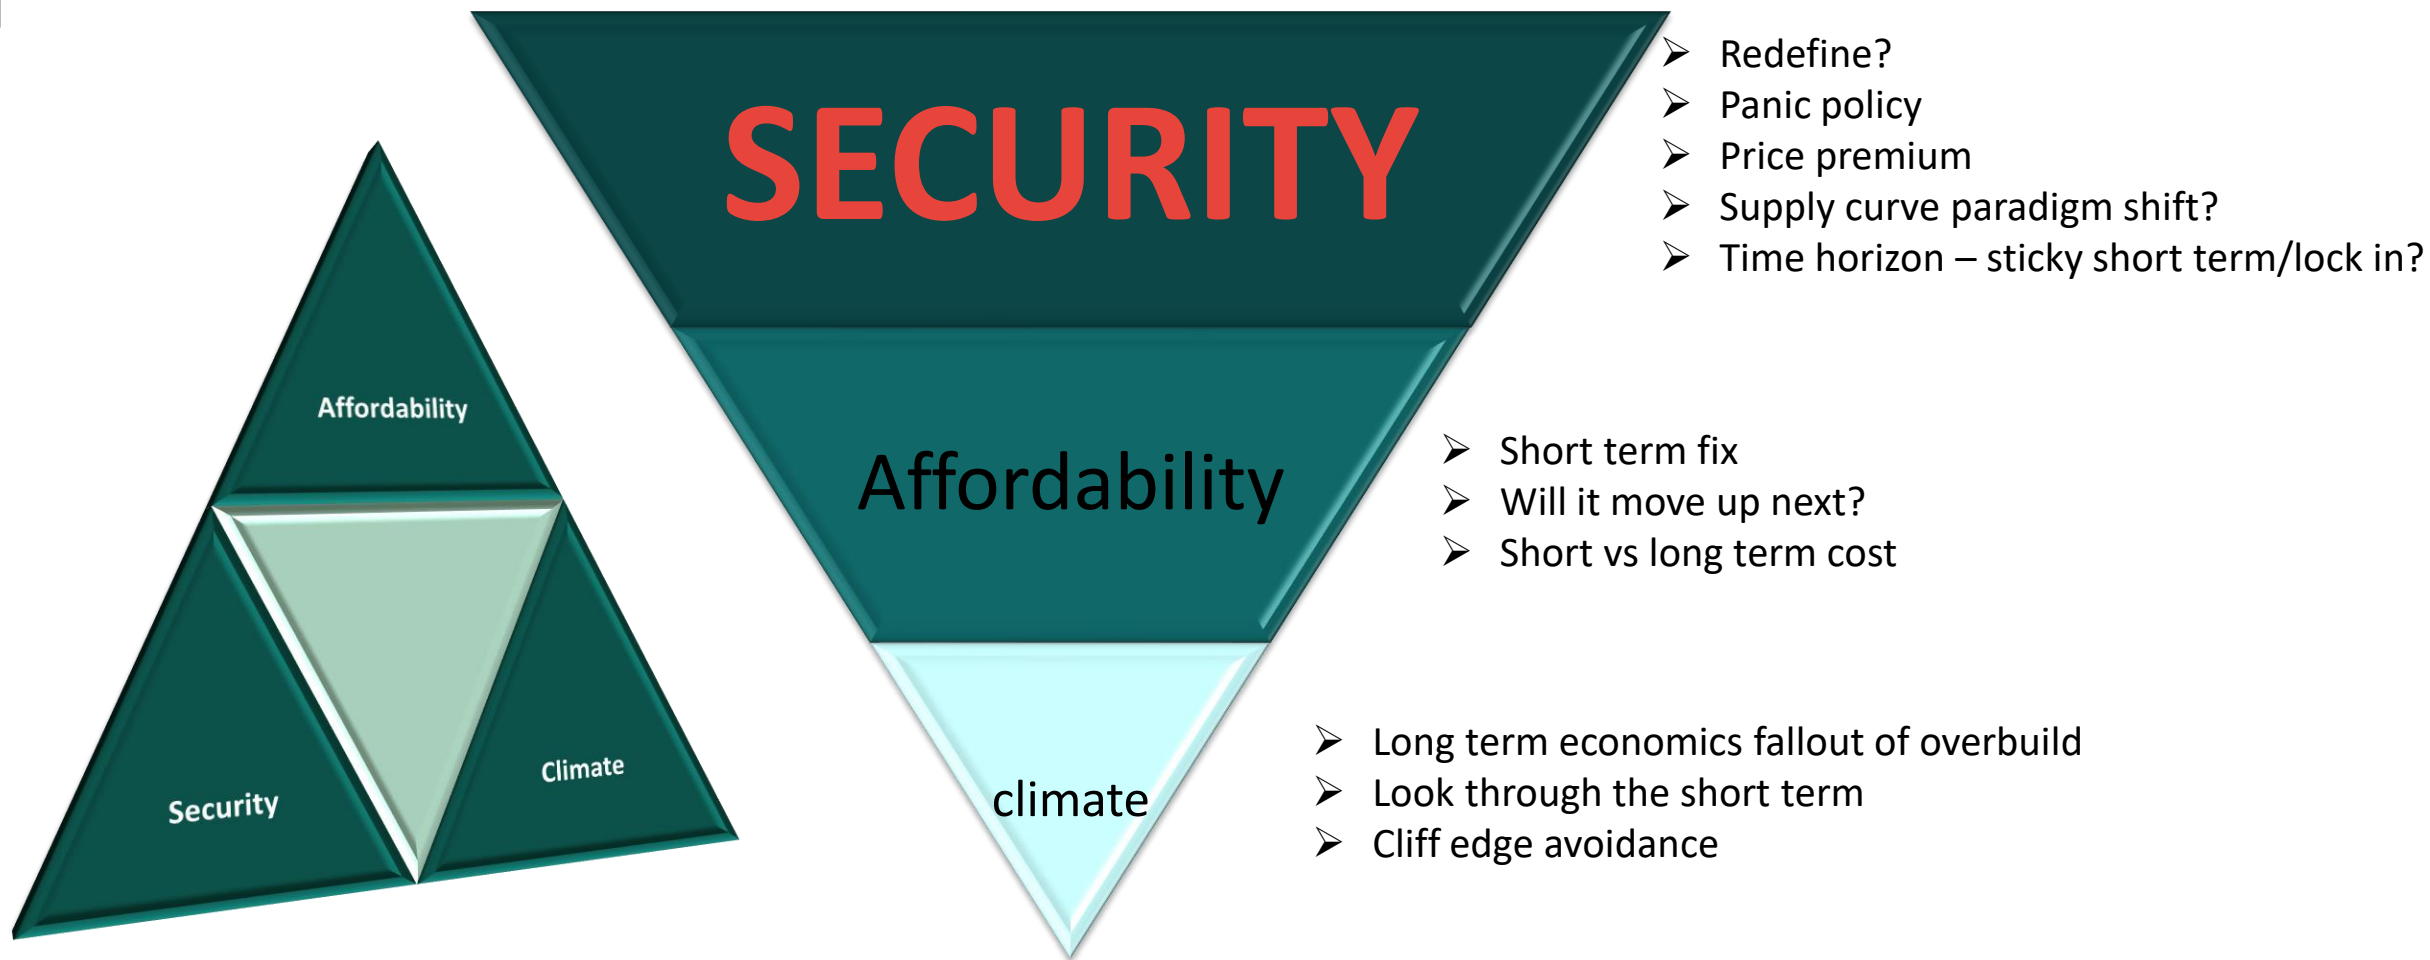 Affordability
Security
Climate
SECURITY
➢ Redefine?
➢ Panic policy
➢ Price premium
➢ Supply curve paradigm shift?
➢ Time horizon – sticky short term/lock in?
Affordability
➢ Short term fix
➢ Will it move up next?
➢ Short vs long term cost
climate
➢ Long term economics fallout of overbuild
➢ Look through the short term
➢ Cliff edge avoidance